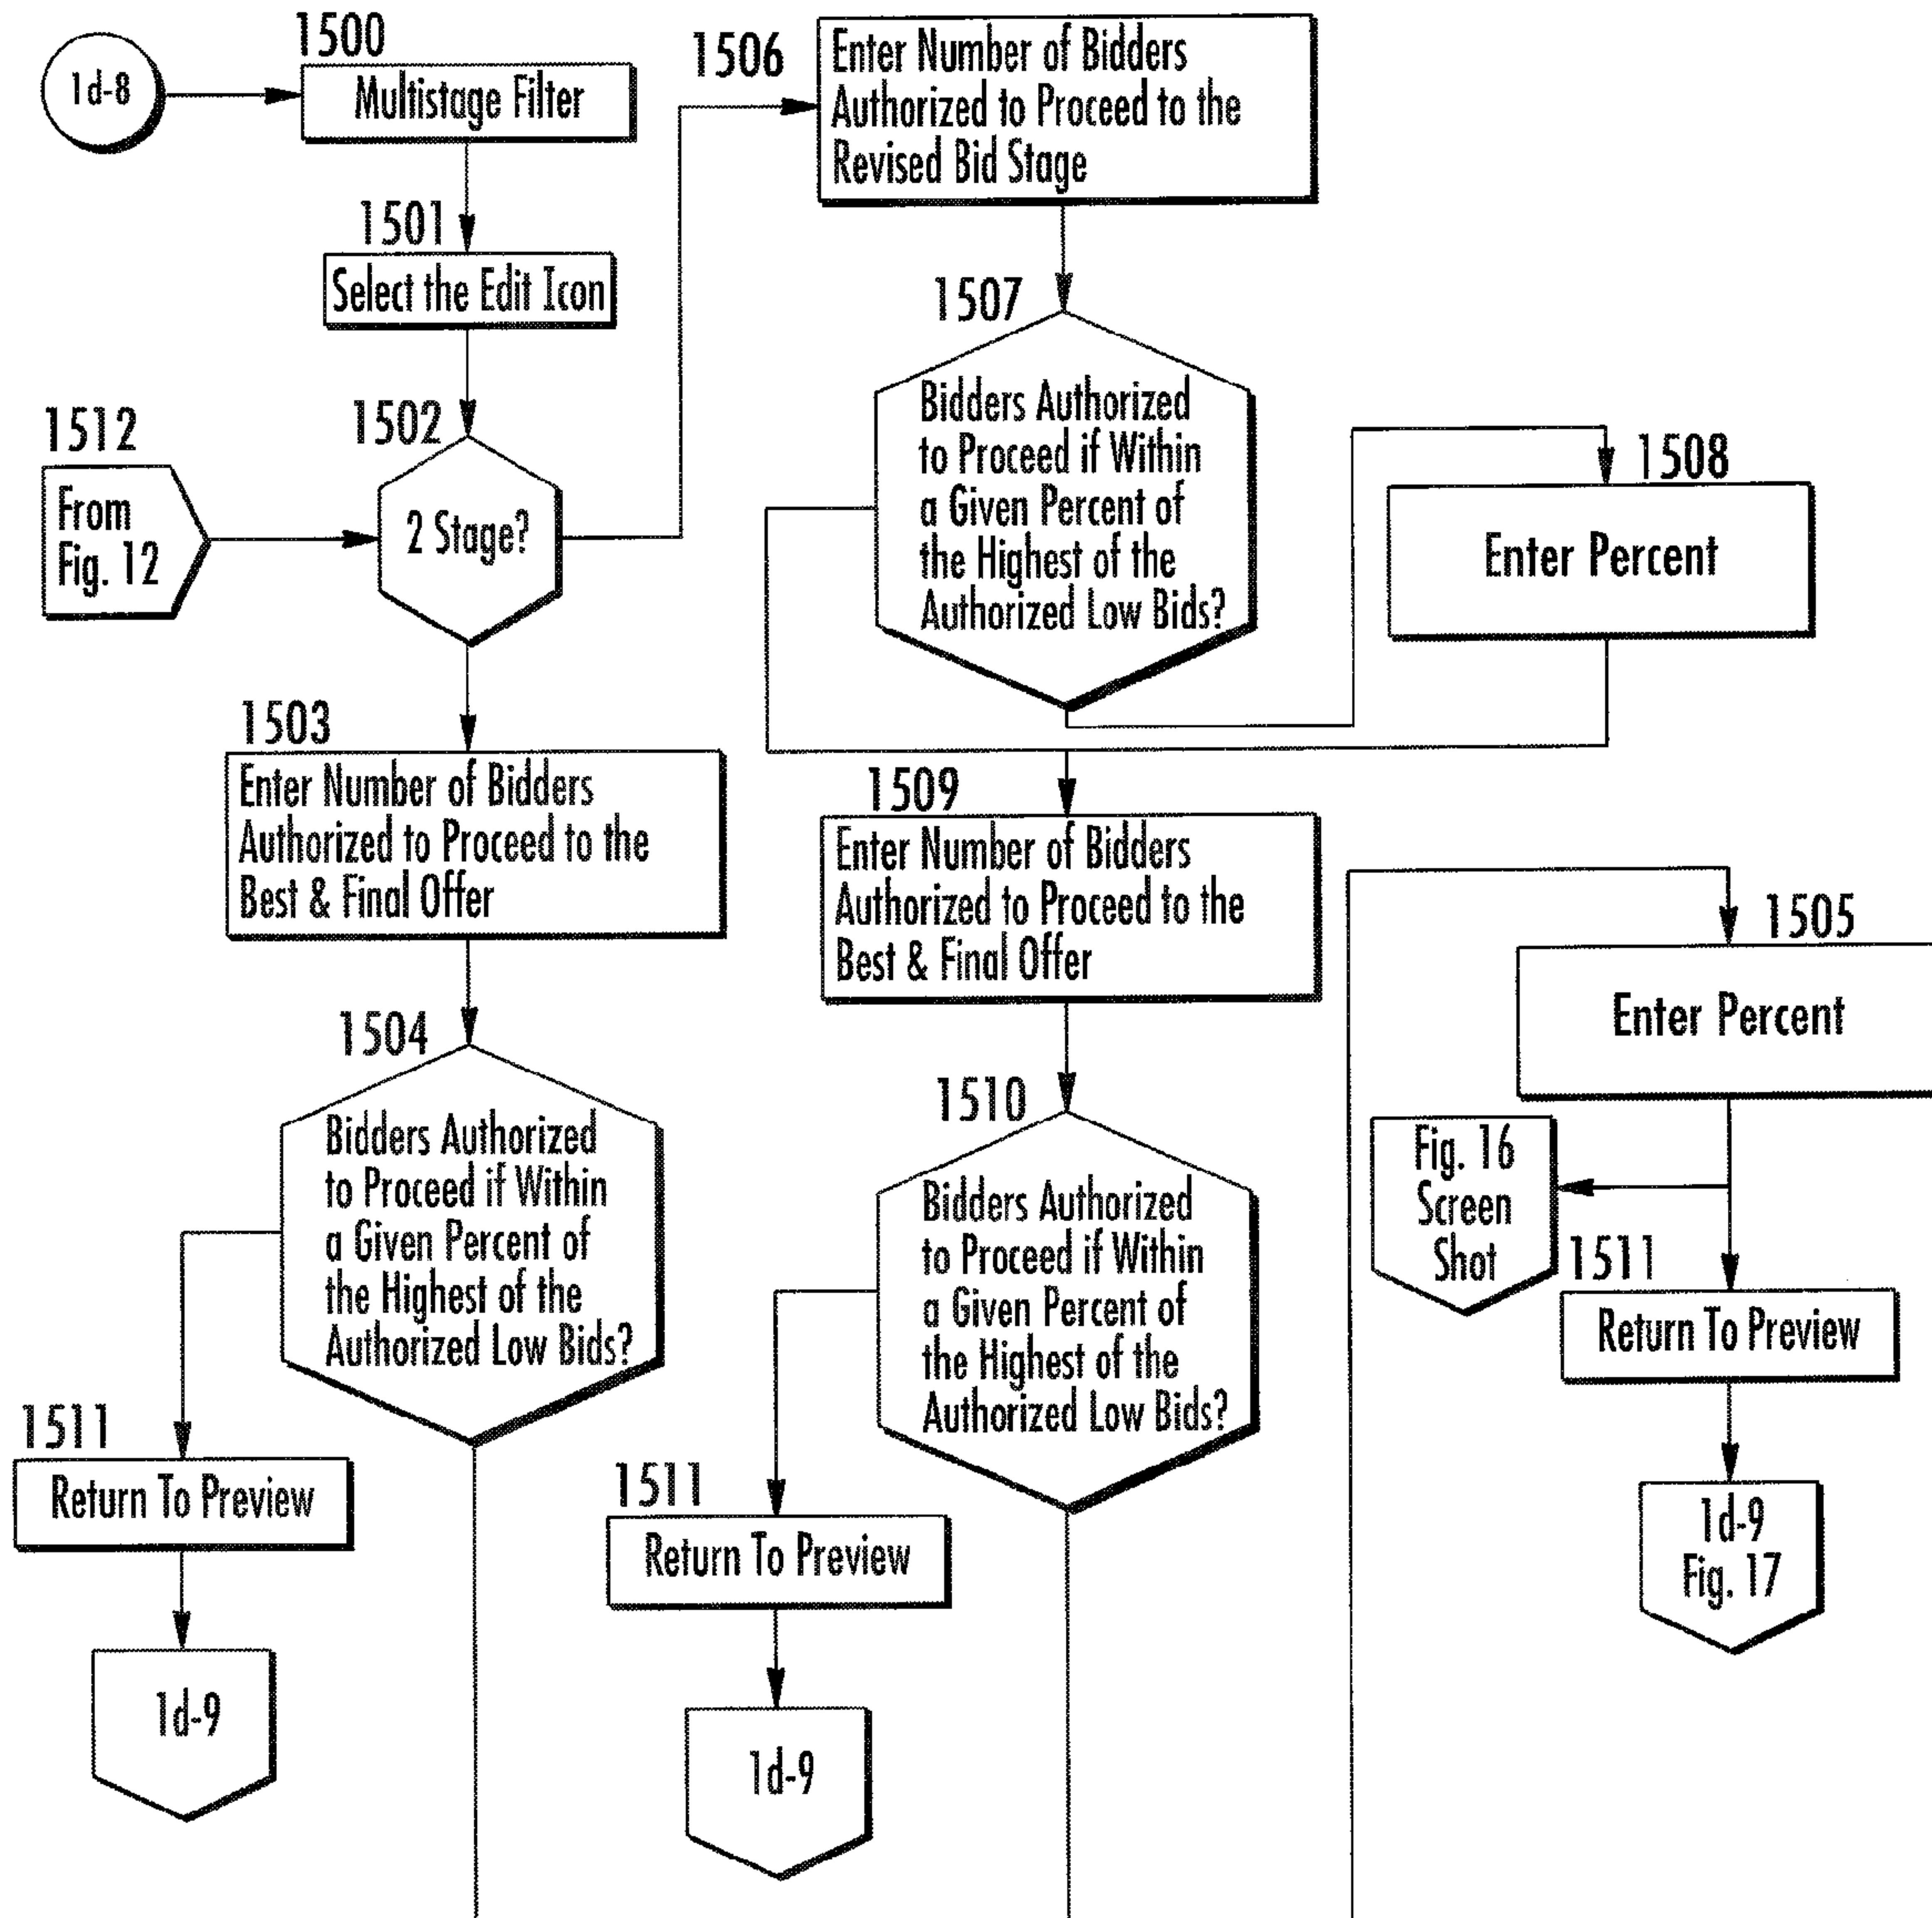 1d-8
1500
Multistage Filter
1501
Select the Edit Icon
1512
From
Fig. 12
1502
2 Stage?
1503
Enter Number of Bidders
Authorized to Proceed to the
Best & Final Offer
1504
Bidders Authorized
to Proceed if Within
a Given Percent of
the Highest of the
Authorized Low Bids?
1511
Return To Preview
1d-9
1506
Enter Number of Bidders
Authorized to Proceed to the
Revised Bid Stage
1507
Bidders Authorized
to Proceed if Within
a Given Percent of
the Highest of the
Authorized Low Bids?
1508
Enter Percent
1509
Enter Number of Bidders
Authorized to Proceed to the
Best & Final Offer
1510
Bidders Authorized
to Proceed if Within
a Given Percent of
the Highest of the
Authorized Low Bids?
1511
Return To Preview
1d-9
1505
Enter Percent
Fig. 16
Screen
Shot
1511
Return To Preview
1d-9
Fig. 17